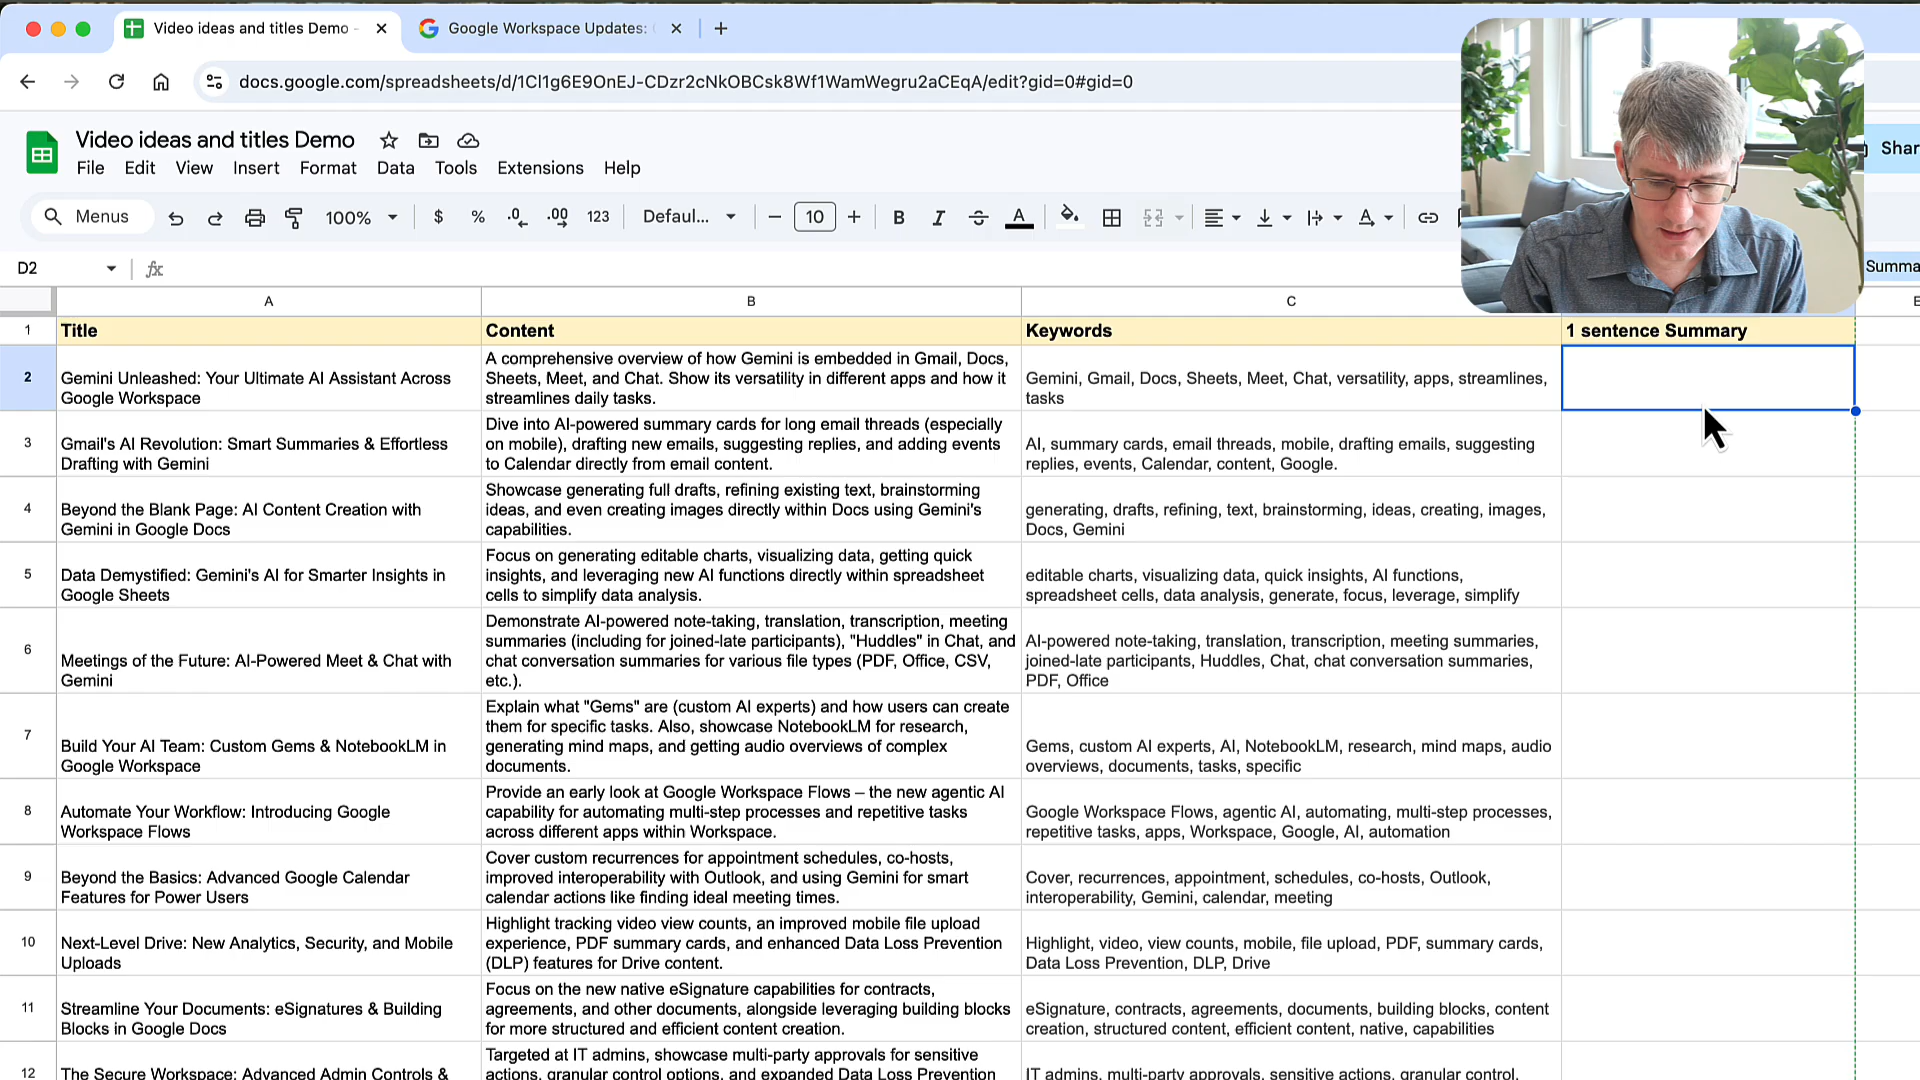 Video ideas and titles Demo -
Google Workspace Updates:
docs.google.com/spreadsheets/d/1Cl1g6E9OnEJ-CDzr2cNkOBCsk8Wf1WamWegru2aCEqA/edit?gid=0#gid=0
Video ideas and titles Demo
File Edit View Insert Format Data Tools Extensions Help
Shar
Menus 100% $ % .0 .00 123 Defaul... 10 B I S A
D2 fx
Summa
A B C E
1 Title Content Keywords 1 sentence Summary
2
Gemini Unleashed: Your Ultimate AI Assistant Across
Google Workspace
A comprehensive overview of how Gemini is embedded in Gmail, Docs,
Sheets, Meet, and Chat. Show its versatility in different apps and how it
streamlines daily tasks.
Gemini, Gmail, Docs, Sheets, Meet, Chat, versatility, apps, streamlines,
tasks
3
Gmail's AI Revolution: Smart Summaries & Effortless
Drafting with Gemini
Dive into AI-powered summary cards for long email threads (especially
on mobile), drafting new emails, suggesting replies, and adding events
to Calendar directly from email content.
AI, summary cards, email threads, mobile, drafting emails, suggesting
replies, events, Calendar, content, Google.
4
Beyond the Blank Page: AI Content Creation with
Gemini in Google Docs
Showcase generating full drafts, refining existing text, brainstorming
ideas, and even creating images directly within Docs using Gemini's
capabilities.
generating, drafts, refining, text, brainstorming, ideas, creating, images,
Docs, Gemini
5
Data Demystified: Gemini's AI for Smarter Insights in
Google Sheets
Focus on generating editable charts, visualizing data, getting quick
insights, and leveraging new AI functions directly within spreadsheet
cells to simplify data analysis.
editable charts, visualizing data, quick insights, AI functions,
spreadsheet cells, data analysis, generate, focus, leverage, simplify
6
Meetings of the Future: AI-Powered Meet & Chat with
Gemini
Demonstrate AI-powered note-taking, translation, transcription, meeting
summaries (including for joined-late participants), "Huddles" in Chat, and
chat conversation summaries for various file types (PDF, Office, CSV,
etc.).
AI-powered note-taking, translation, transcription, meeting summaries,
joined-late participants, Huddles, Chat, chat conversation summaries,
PDF, Office
7
Build Your AI Team: Custom Gems & NotebookLM in
Google Workspace
Explain what "Gems" are (custom AI experts) and how users can create
them for specific tasks. Also, showcase NotebookLM for research,
generating mind maps, and getting audio overviews of complex
documents.
Gems, custom AI experts, AI, NotebookLM, research, mind maps, audio
overviews, documents, tasks, specific
8
Automate Your Workflow: Introducing Google
Workspace Flows
Provide an early look at Google Workspace Flows – the new agentic AI
capability for automating multi-step processes and repetitive tasks
across different apps within Workspace.
Google Workspace Flows, agentic AI, automating, multi-step processes,
repetitive tasks, apps, Workspace, Google, AI, automation
9
Beyond the Basics: Advanced Google Calendar
Features for Power Users
Cover custom recurrences for appointment schedules, co-hosts,
improved interoperability with Outlook, and using Gemini for smart
calendar actions like finding ideal meeting times.
Cover, recurrences, appointment, schedules, co-hosts, Outlook,
interoperability, Gemini, calendar, meeting
10
Next-Level Drive: New Analytics, Security, and Mobile
Uploads
Highlight tracking video view counts, an improved mobile file upload
experience, PDF summary cards, and enhanced Data Loss Prevention
(DLP) features for Drive content.
Highlight, video, view counts, mobile, file upload, PDF, summary cards,
Data Loss Prevention, DLP, Drive
11
Streamline Your Documents: eSignatures & Building
Blocks in Google Docs
Focus on the new native eSignature capabilities for contracts,
agreements, and other documents, alongside leveraging building blocks
for more structured and efficient content creation.
eSignature, contracts, agreements, documents, building blocks, content
creation, structured content, efficient content, native, capabilities
12
The Secure Workspace: Advanced Admin Controls &
Targeted at IT admins, showcase multi-party approvals for sensitive
actions, granular control options, and expanded Data Loss Prevention
IT admins, multi-party approvals, sensitive actions, granular control,